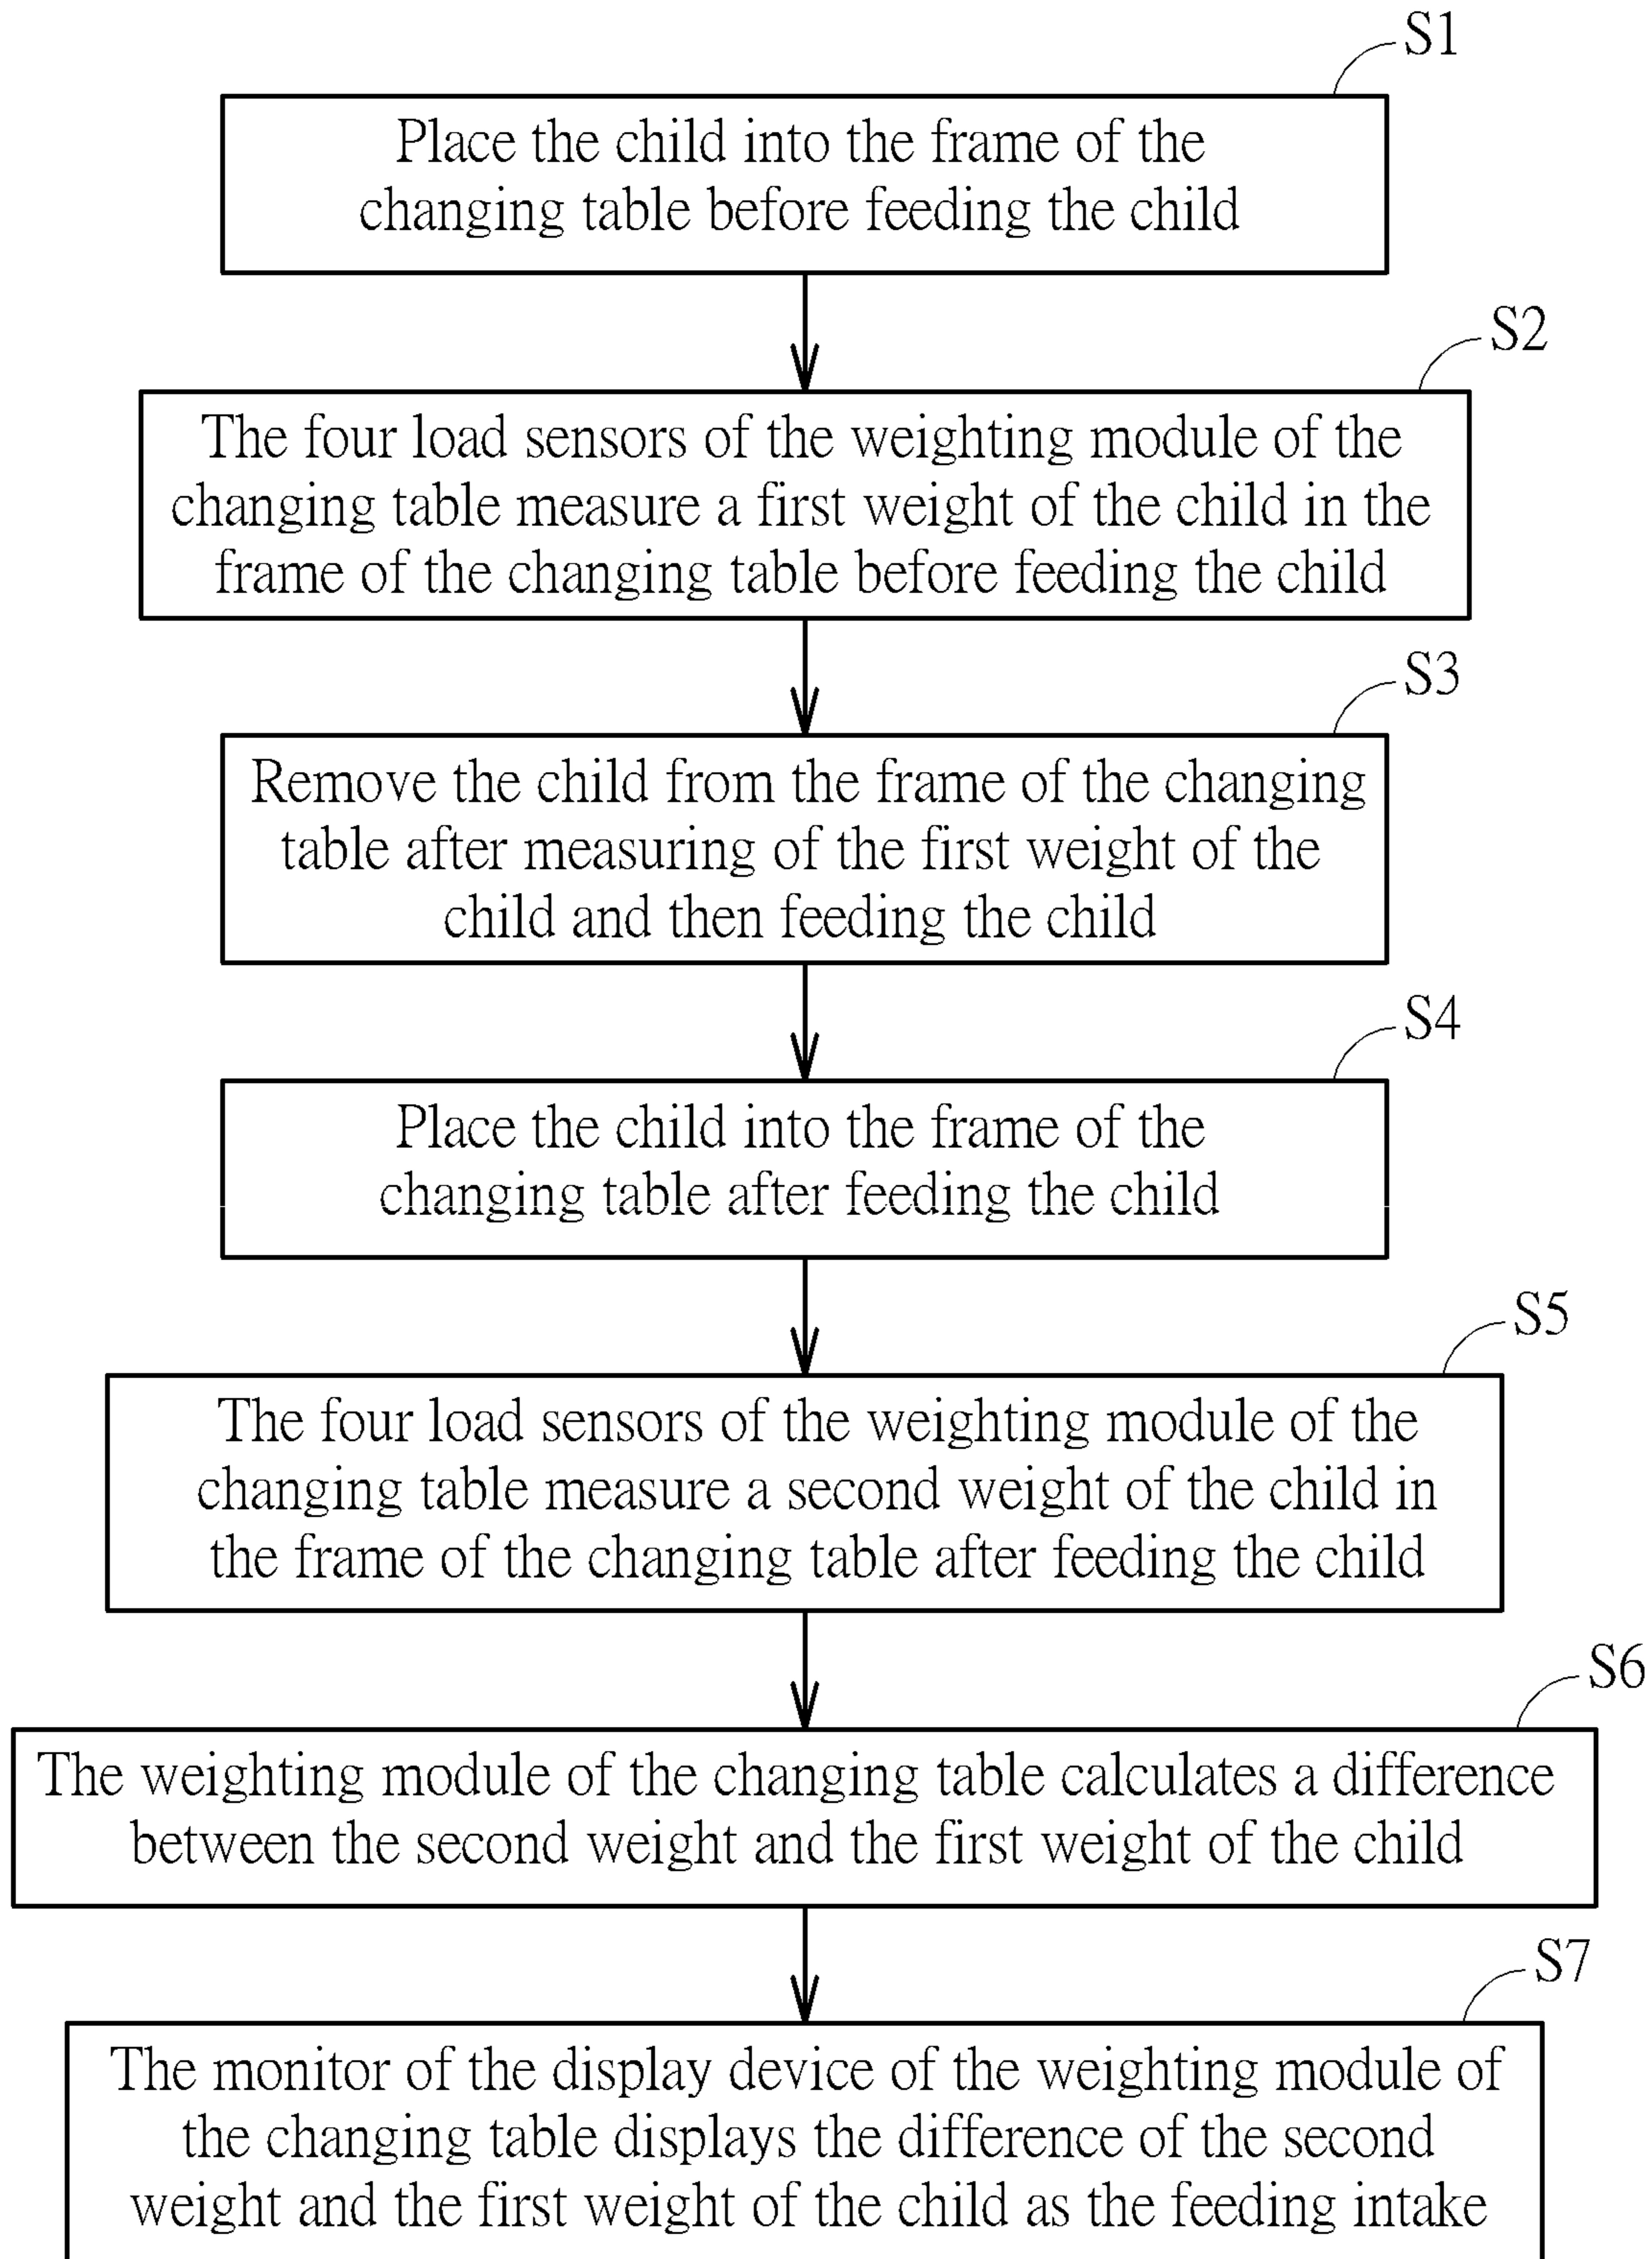 S1
Place the child into the frame of the
changing table before feeding the child
S2
The four load sensors of the weighting module of the
changing table measure a first weight of the child in the
frame of the changing table before feeding the child
S3
Remove the child from the frame of the changing
table after measuring of the first weight of the
child and then feeding the child
S4
Place the child into the frame of the
changing table after feeding the child
S5
The four load sensors of the weighting module of the
changing table measure a second weight of the child in
the frame of the changing table after feeding the child
S6
The weighting module of the changing table calculates a difference
between the second weight and the first weight of the child
S7
The monitor of the display device of the weighting module of
the changing table displays the difference of the second
weight and the first weight of the child as the feeding intake